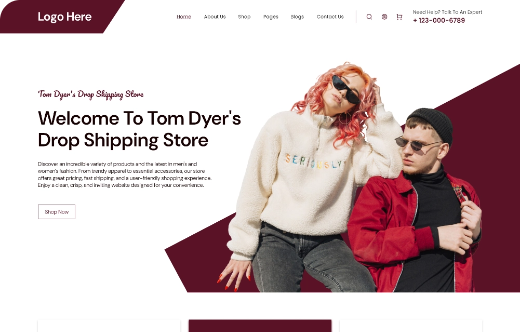 Logo Here
Home About Us Shop Pages Blogs Contact Us
Need Help? Talk To An Expert
+ 123-000-6789
Tom Dyer's Drop Shipping Store
Welcome To Tom Dyer's
Drop Shipping Store
Discover an incredible variety of products and the latest in men's and
women's fashion. From trendy apparel to essential accessories, our store
offers great pricing, fast shipping, and a user-friendly shopping experience.
Enjoy a clean, crisp, and inviting website designed for your convenience.
Shop Now
SERIOUSLY